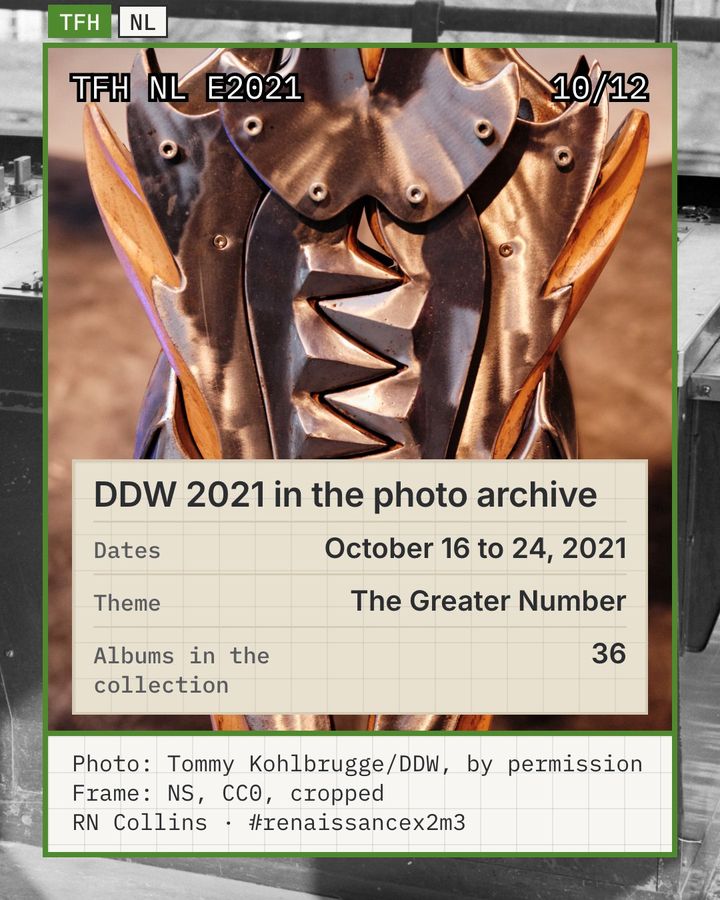 TFH NL
TFH NL E2021 10/12
DDW 2021 in the photo archive
Dates October 16 to 24, 2021
Theme The Greater Number
Albums in the collection 36
Photo: Tommy Kohlbrugge/DDW, by permission
Frame: NS, CC0, cropped
RN Collins · #renaissancex2m3